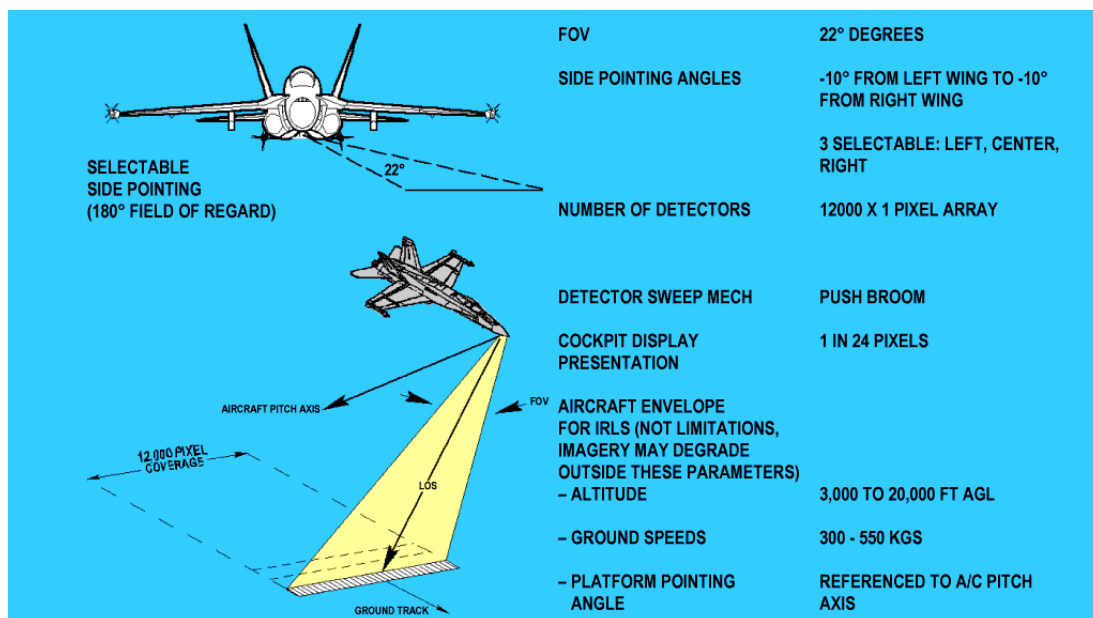 22°
SELECTABLE
SIDE POINTING
(180° FIELD OF REGARD)
AIRCRAFT PITCH AXIS
FOV
12,000 PIXEL
COVERAGE
LOS
GROUND TRACK
FOV 22° DEGREES
SIDE POINTING ANGLES -10° FROM LEFT WING TO -10°
FROM RIGHT WING
3 SELECTABLE: LEFT, CENTER,
RIGHT
NUMBER OF DETECTORS 12000 X 1 PIXEL ARRAY
DETECTOR SWEEP MECH PUSH BROOM
COCKPIT DISPLAY 1 IN 24 PIXELS
PRESENTATION
AIRCRAFT ENVELOPE
FOR IRLS (NOT LIMITATIONS,
IMAGERY MAY DEGRADE
OUTSIDE THESE PARAMETERS)
– ALTITUDE 3,000 TO 20,000 FT AGL
– GROUND SPEEDS 300 - 550 KGS
– PLATFORM POINTING REFERENCED TO A/C PITCH
ANGLE AXIS